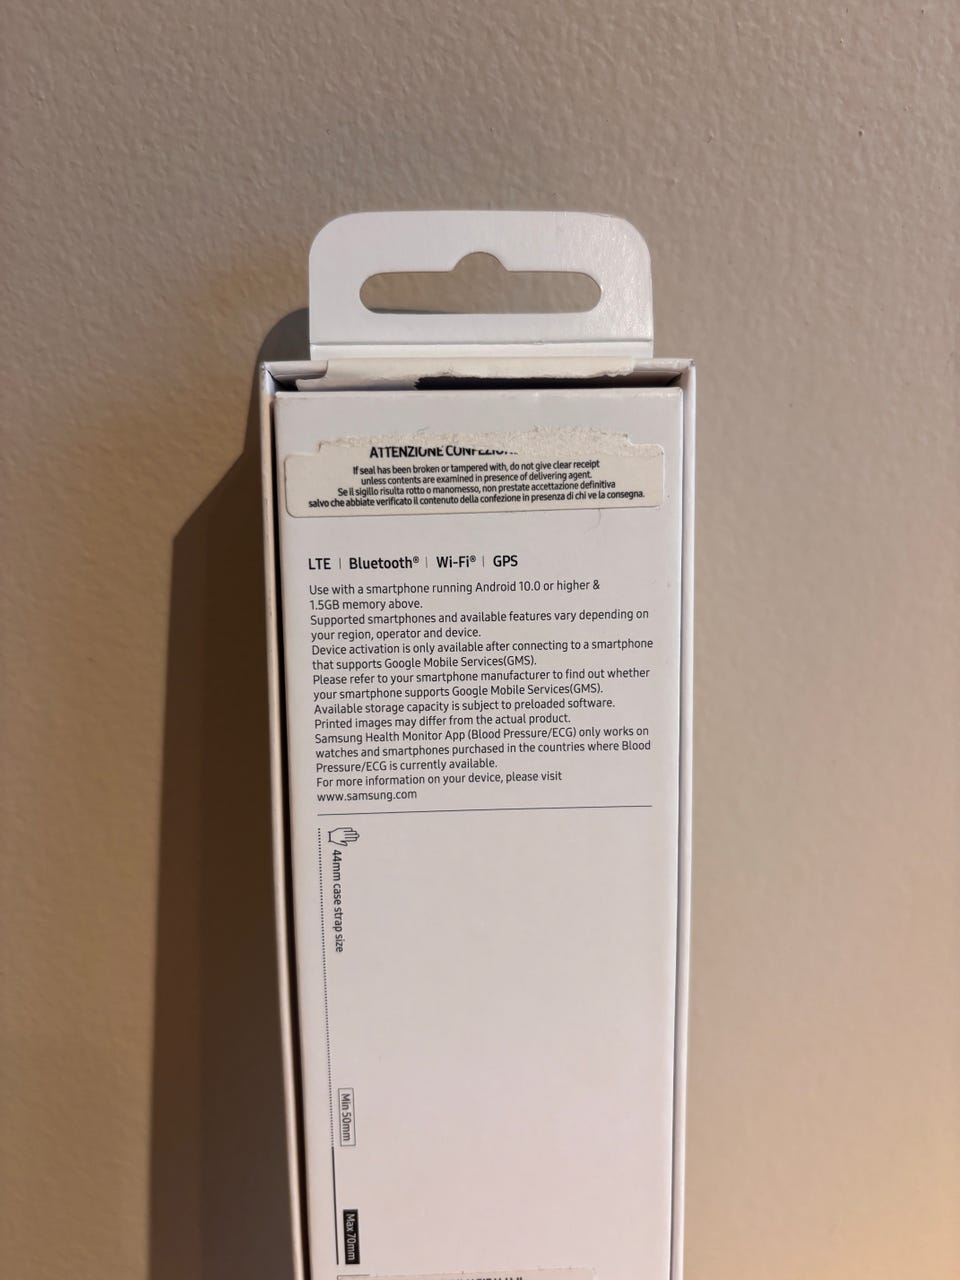 ATTENZIONE
If seal has been broken or tampered with, do not give clear receipt
unless contents are examined in presence of delivering agent.
Se il sigillo risulta rotto o manomesso, non prestate accettazione definitiva
salvo che abbiate verificato il contenuto della confezione in presenza di chi ve la consegna.
LTE | Bluetooth® | Wi-Fi® | GPS
Use with a smartphone running Android 10.0 or higher &
1.5GB memory above.
Supported smartphones and available features vary depending on
your region, operator and device.
Device activation is only available after connecting to a smartphone
that supports Google Mobile Services(GMS).
Please refer to your smartphone manufacturer to find out whether
your smartphone supports Google Mobile Services(GMS).
Available storage capacity is subject to preloaded software.
Printed images may differ from the actual product.
Samsung Health Monitor App (Blood Pressure/ECG) only works on
watches and smartphones purchased in the countries where Blood
Pressure/ECG is currently available.
For more information on your device, please visit
www.samsung.com
44mm case strap size
Min 50mm
Max 70mm